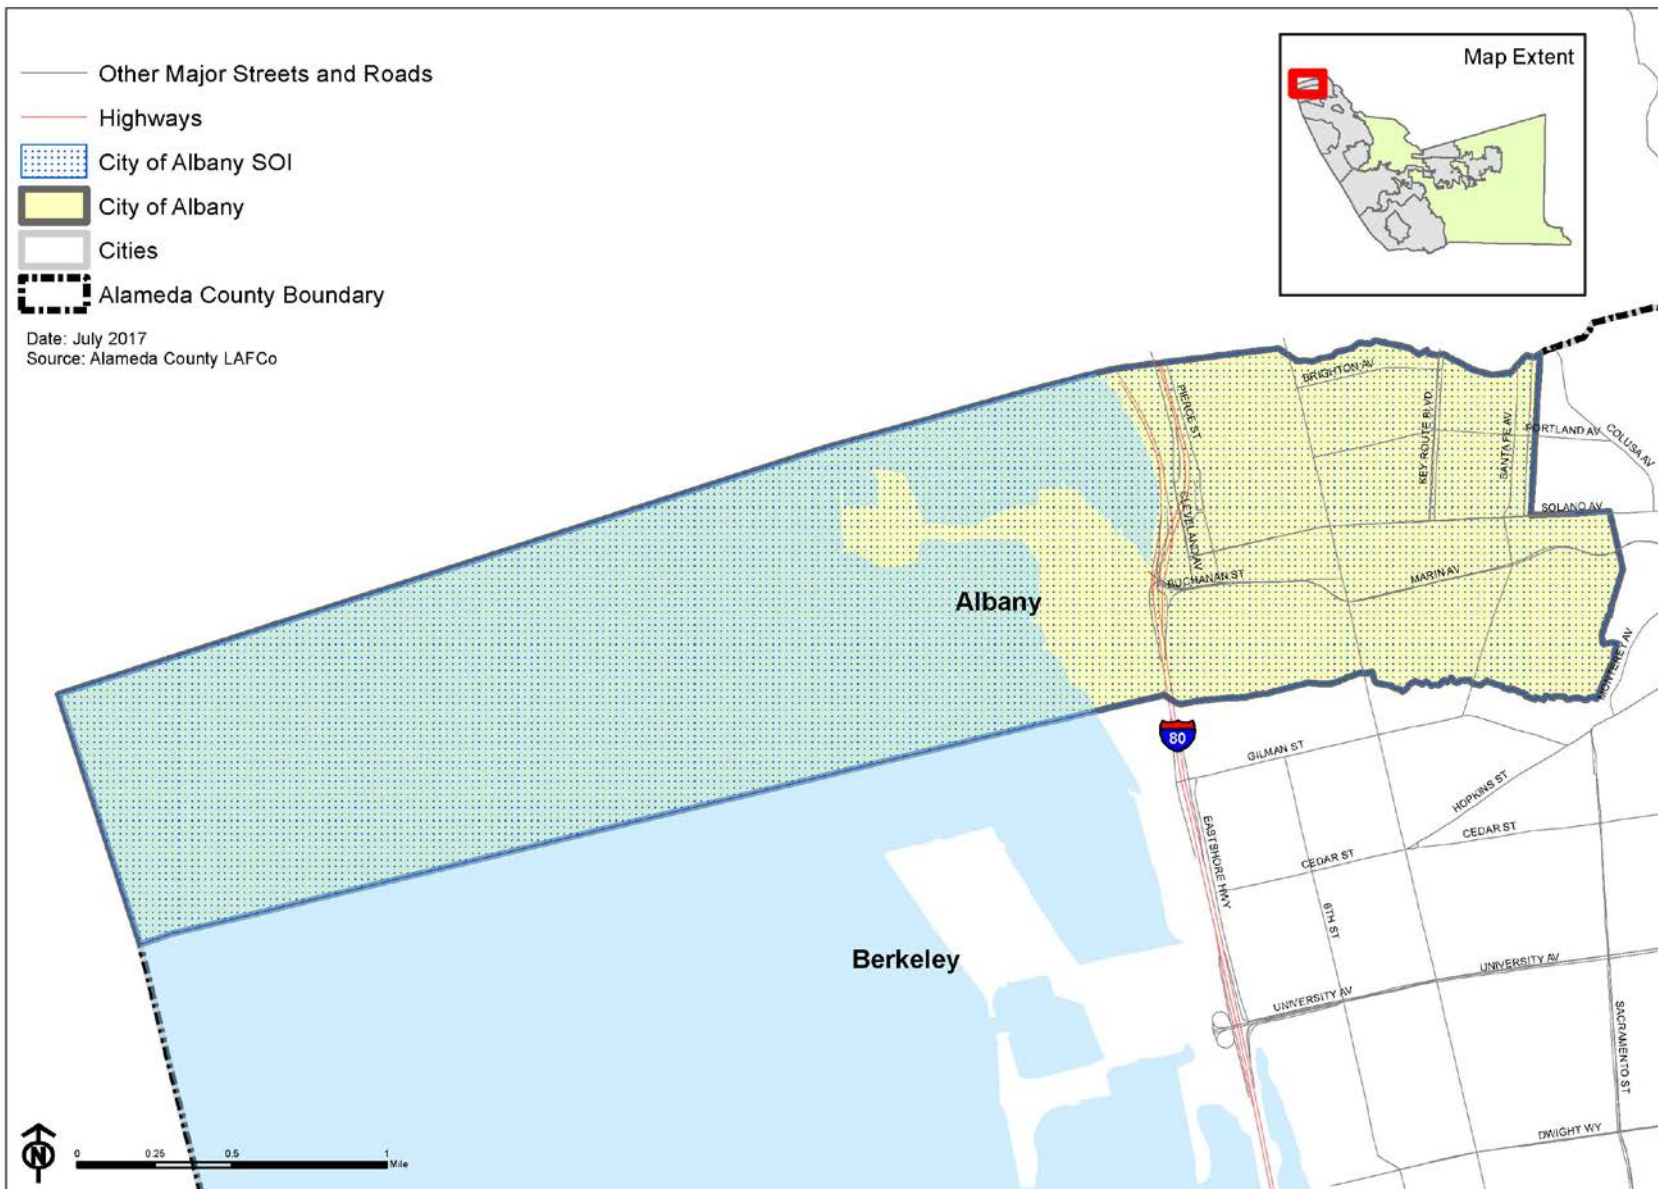 Other Major Streets and Roads
Highways
City of Albany SOI
City of Albany
Cities
Alameda County Boundary
Date: July 2017
Source: Alameda County LAFCo
Map Extent
BRIGHTON AV
PIERCE ST
KEY ROUTE BLVD
SANTA FE AV
PORTLAND AV
COLUSA AV
SOLANO AV
CLEVELAND AV
BUCHANAN ST
MARIN AV
Albany
MONTEREY AV
80
GILMAN ST
HOPKINS ST
CEDAR ST
CEDAR ST
EASTSHORE HWY
6TH ST
Berkeley
UNIVERSITY AV
UNIVERSITY AV
SACRAMENTO ST
DWIGHT WY
N
0 0.25 0.5 1
Mile